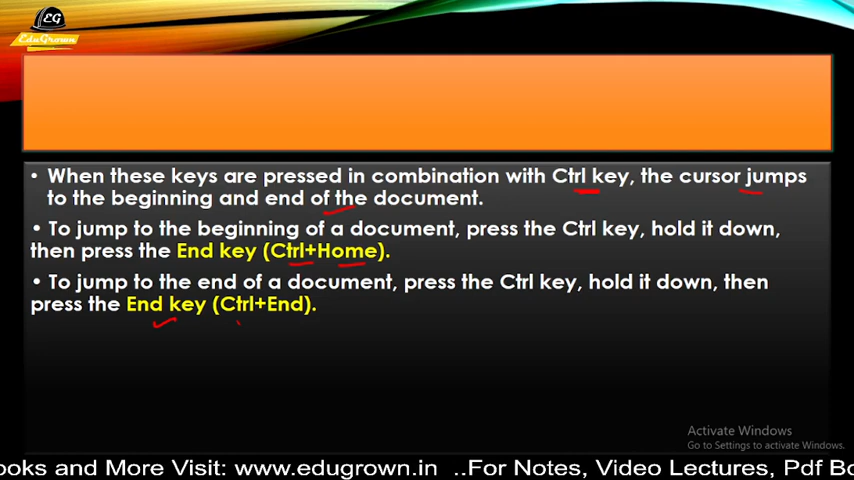 EG
EduGrown
• When these keys are pressed in combination with Ctrl key, the cursor jumps
to the beginning and end of the document.
• To jump to the beginning of a document, press the Ctrl key, hold it down,
then press the End key (Ctrl+Home).
• To jump to the end of a document, press the Ctrl key, hold it down, then
press the End key (Ctrl+End).
Activate Windows
Go to Settings to activate Windows.
ooks and More Visit: www.edugrown.in ..For Notes, Video Lectures, Pdf Bo